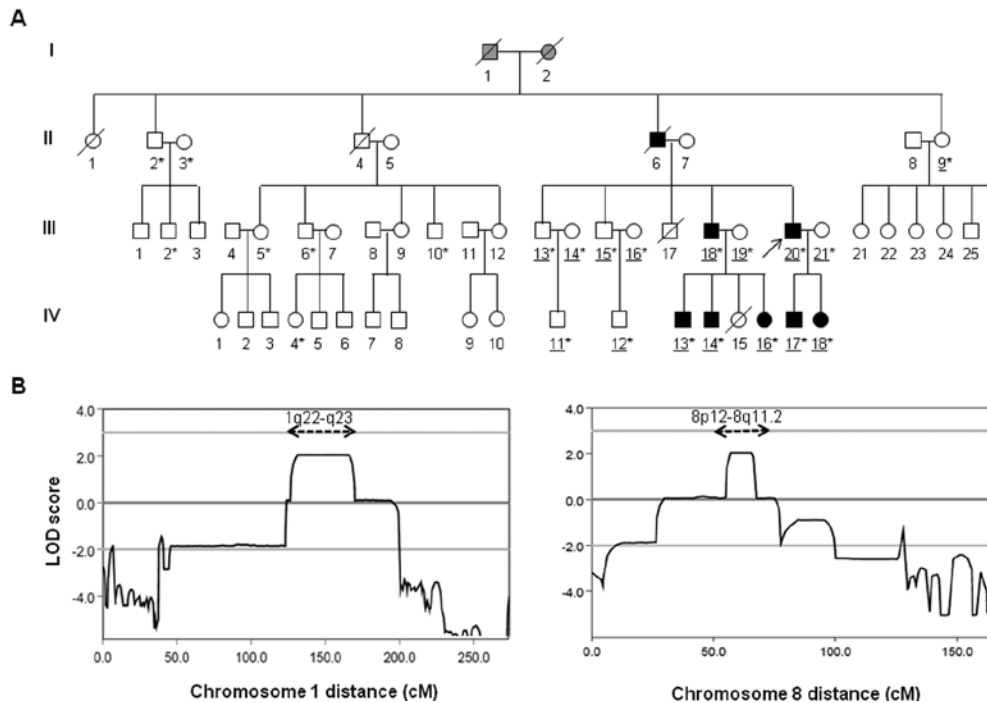 A
I
1 2
II
1 2* 3* 4 5 6 7 8 9*
III
1 2* 3 4 5* 6* 7 8 9 10* 11 12 13* 14* 15* 16* 17 18* 19* 20* 21* 21 22 23 24 25
IV
1 2 3 4* 5 6 7 8 9 10 11* 12* 13* 14* 15 16* 17* 18*
B
1q22-q23
8p12-8q11.2
LOD score
4.0
2.0
0.0
-2.0
-4.0
0.0 50.0 100.0 150.0 200.0 250.0
Chromosome 1 distance (cM)
4.0
2.0
0.0
-2.0
-4.0
0.0 50.0 100.0 150.0
Chromosome 8 distance (cM)